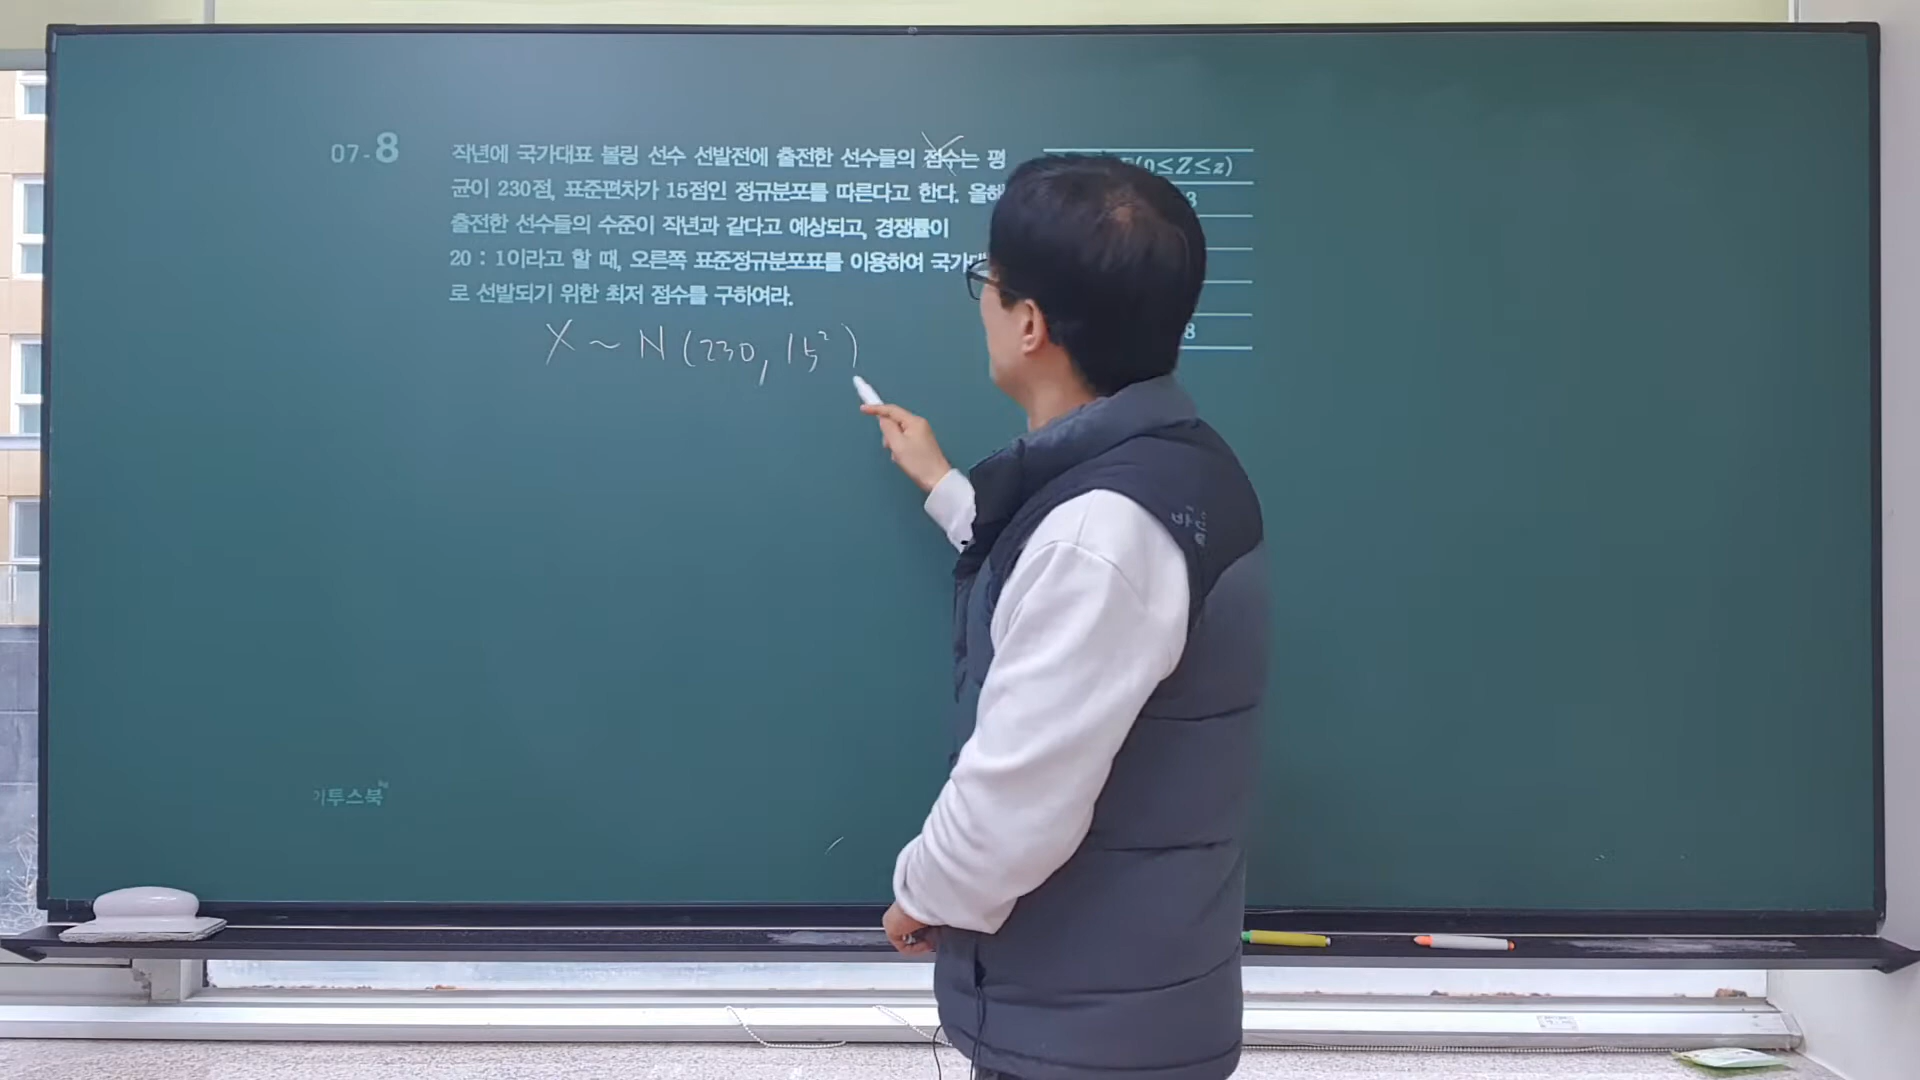 07-8
작년에 국가대표 볼링 선수 선발전에 출전한 선수들의 점수는 평
균이 230점, 표준편차가 15점인 정규분포를 따른다고 한다. 올해
출전한 선수들의 수준이 작년과 같다고 예상되고, 경쟁률이
20 : 1이라고 할 때, 오른쪽 표준정규분포표를 이용하여 국가대
로 선발되기 위한 최저 점수를 구하여라.
(0≤Z≤z)
3
8
X
X ~ N (230, 15²)
이투스북